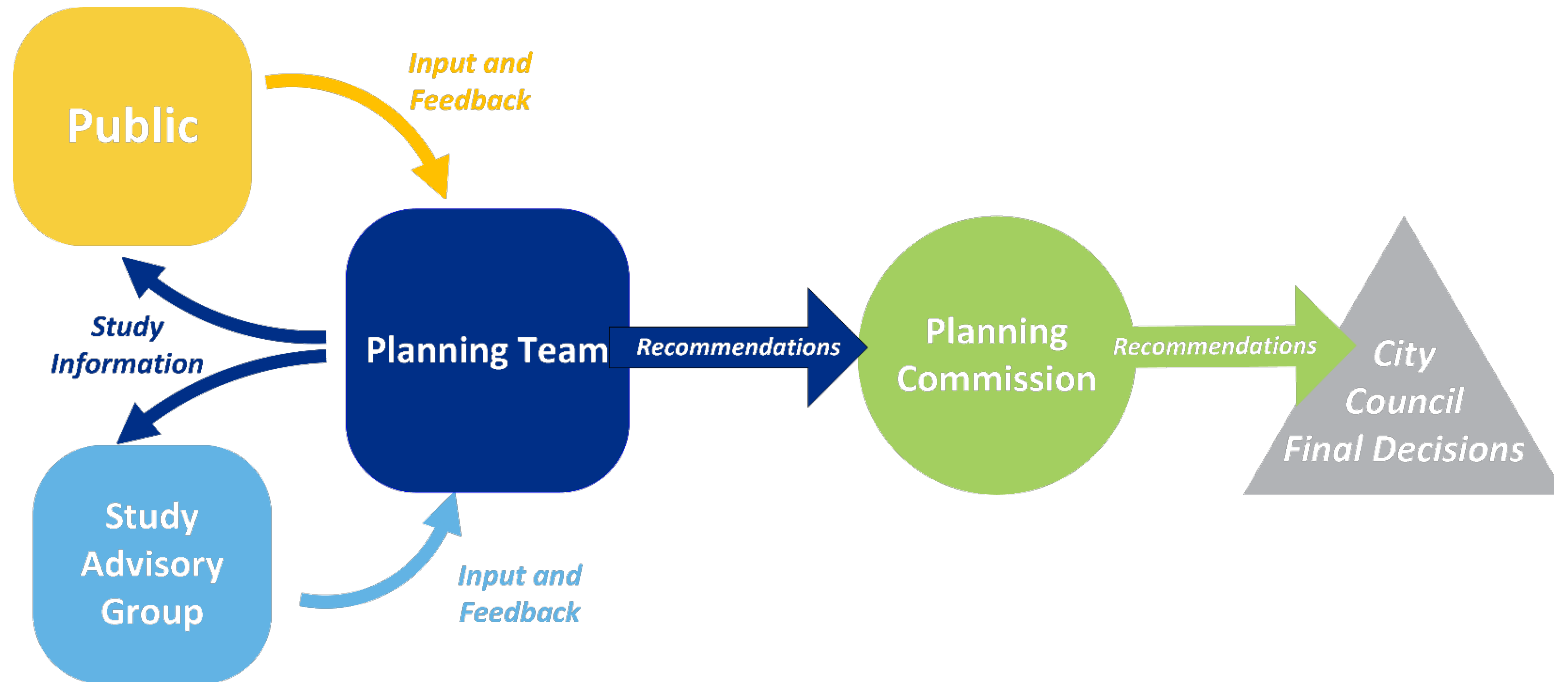 Public
Input and
Feedback
Study
Information
Planning Team
Recommendations
Planning
Commission
Recommendations
City
Council
Final Decisions
Study
Advisory
Group
Input and
Feedback